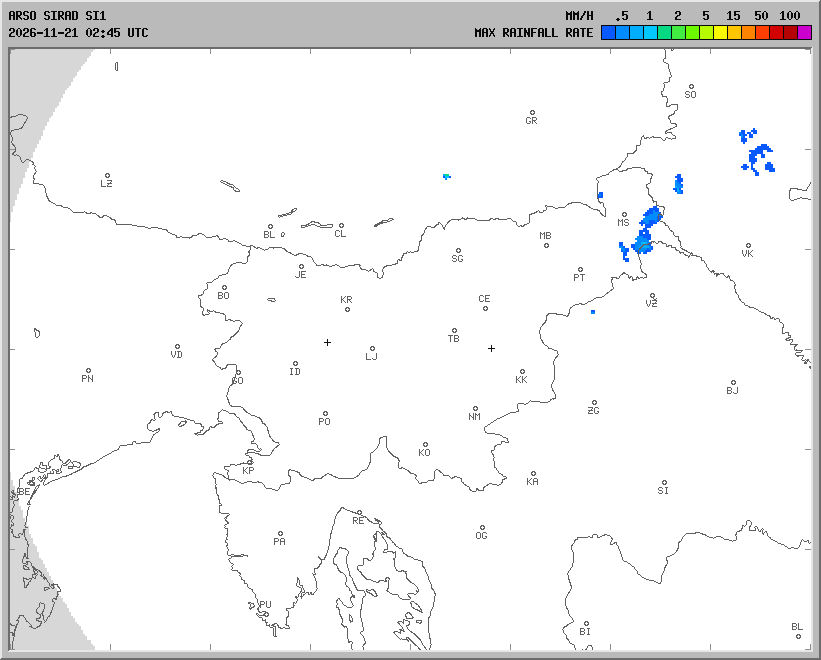 ARSO SIRAD SI1
2026-11-21 02:45 UTC
MM/H .5 1 2 5 15 50 100
MAX RAINFALL RATE
SO
GR
LZ
MS
BL
CL
MB
VK
SG
JE
PT
BO
KR
CE
VŽ
TB
VD
LJ
ID
PN
GO
KK
BJ
ZG
NM
PO
KO
KP
KA
BE
SI
RE
OG
PA
PU
BI
BL